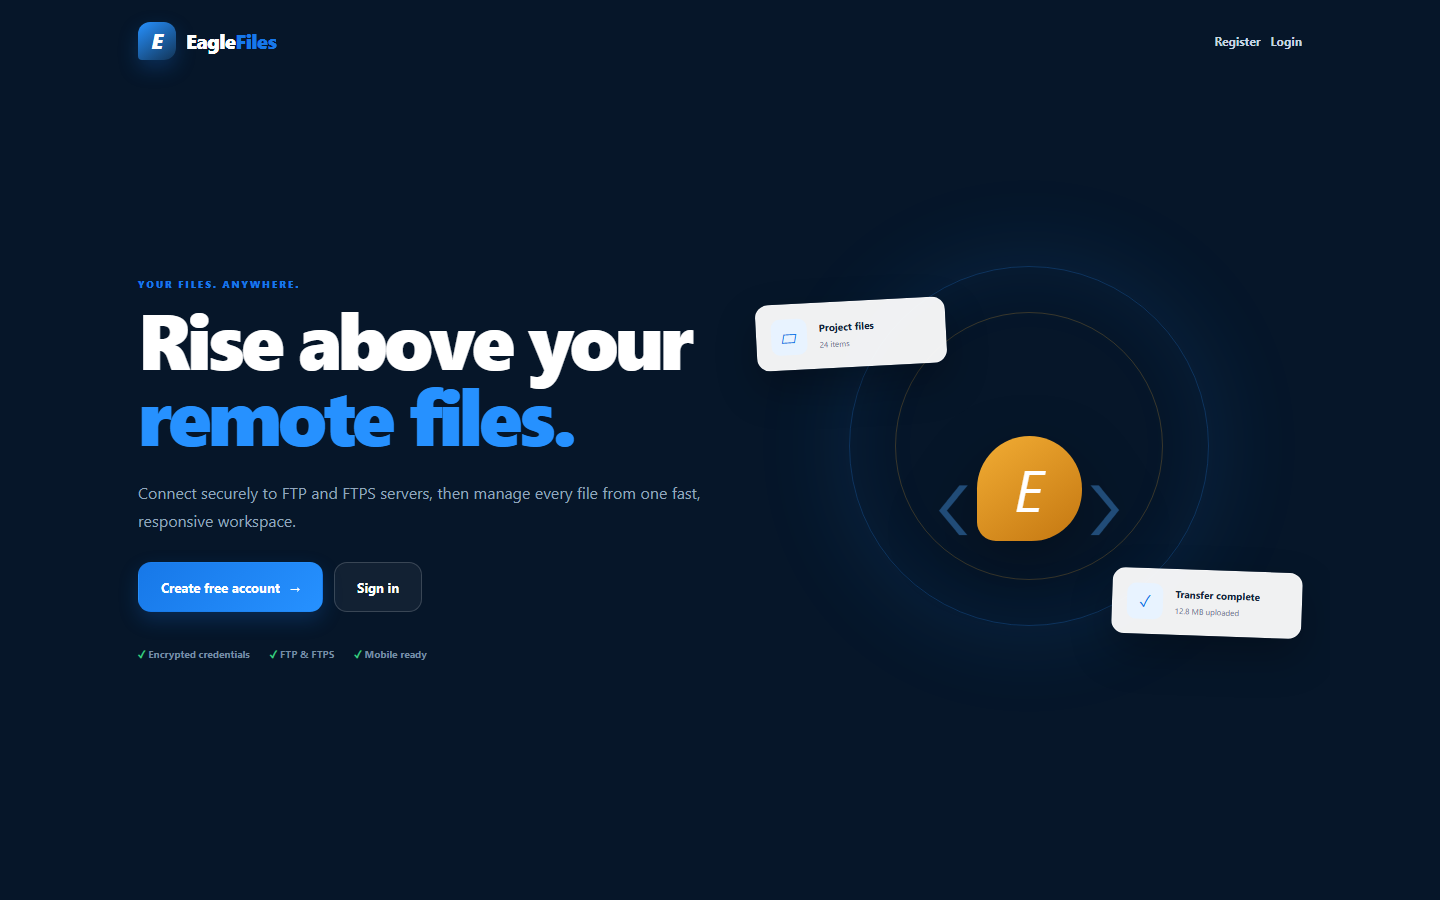 E EagleFiles
Register Login
YOUR FILES. ANYWHERE.
Rise above your
remote files.
Connect securely to FTP and FTPS servers, then manage every file from one fast,
responsive workspace.
Create free account →
Sign in
✓ Encrypted credentials ✓ FTP & FTPS ✓ Mobile ready
Project files
24 items
E
✓ Transfer complete
12.8 MB uploaded